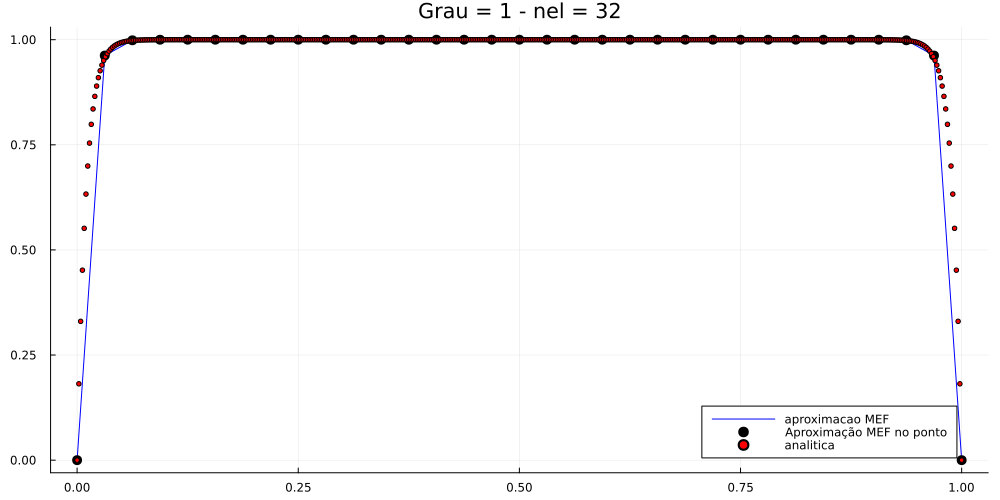 Grau = 1 - nel = 32
1.00
0.75
0.50
0.25
0.00
0.00 0.25 0.50 0.75 1.00
aproximacao MEF
Aproximação MEF no ponto
analitica